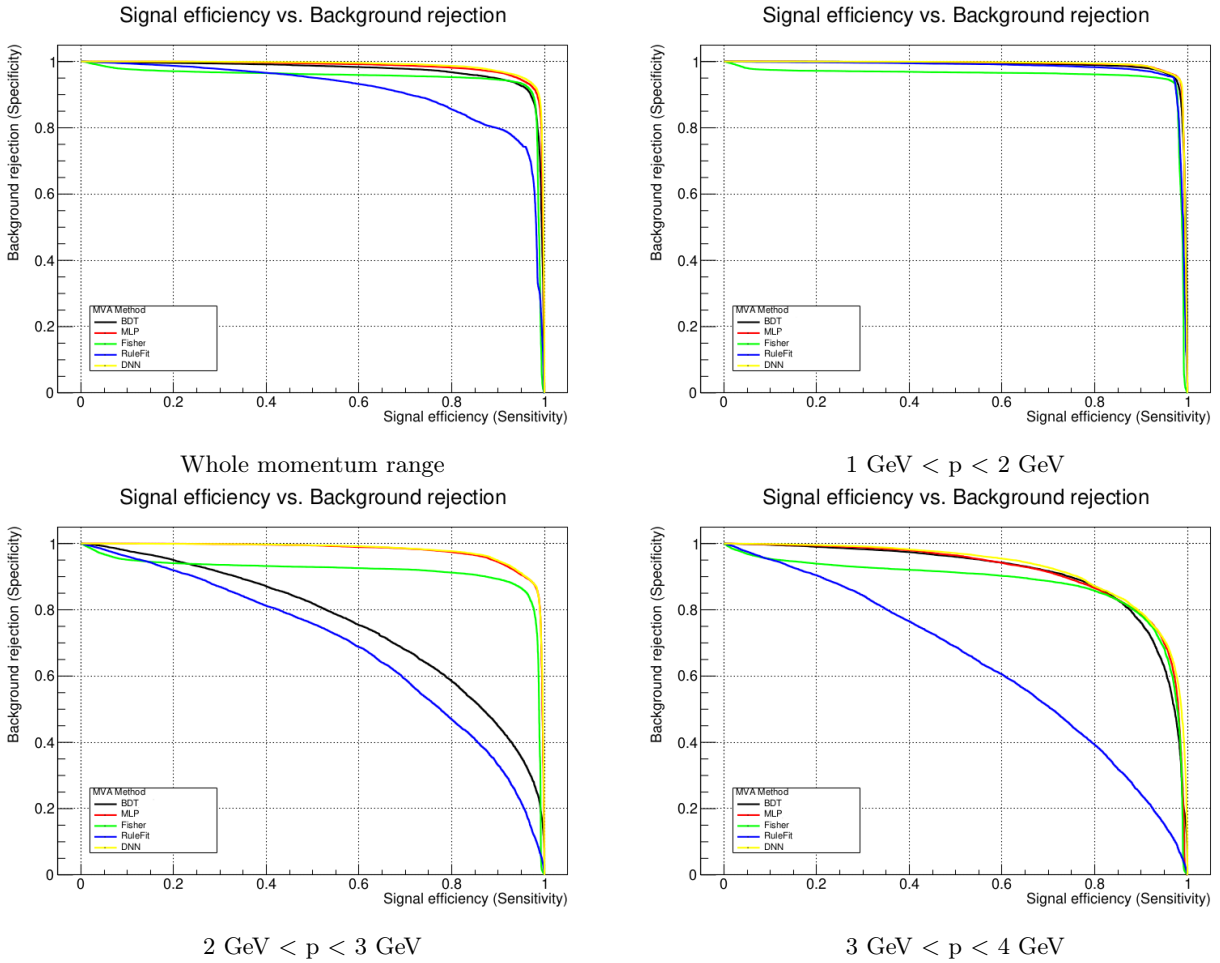 Signal efficiency vs. Background rejection
Background rejection (Specificity)
1
0.8
0.6
0.4
0.2
0
MVA Method
BDT
MLP
Fisher
RuleFit
DNN
0 0.2 0.4 0.6 0.8 1
Signal efficiency (Sensitivity)
Whole momentum range
Signal efficiency vs. Background rejection
Background rejection (Specificity)
1
0.8
0.6
0.4
0.2
0
MVA Method
BDT
MLP
Fisher
RuleFit
DNN
0 0.2 0.4 0.6 0.8 1
Signal efficiency (Sensitivity)
1 GeV < p < 2 GeV
Signal efficiency vs. Background rejection
Background rejection (Specificity)
1
0.8
0.6
0.4
0.2
0
MVA Method
BDT
MLP
Fisher
RuleFit
DNN
0 0.2 0.4 0.6 0.8 1
Signal efficiency (Sensitivity)
2 GeV < p < 3 GeV
Signal efficiency vs. Background rejection
Background rejection (Specificity)
1
0.8
0.6
0.4
0.2
0
MVA Method
BDT
MLP
Fisher
RuleFit
DNN
0 0.2 0.4 0.6 0.8 1
Signal efficiency (Sensitivity)
3 GeV < p < 4 GeV